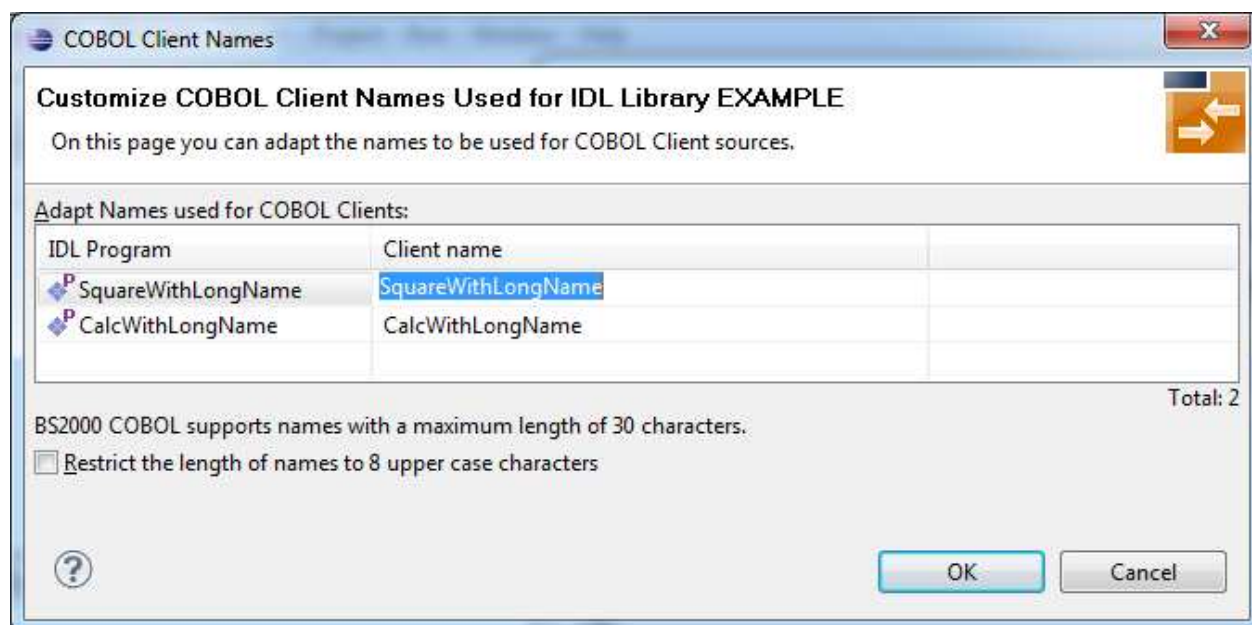 COBOL Client Names
Customize COBOL Client Names Used for IDL Library EXAMPLE
On this page you can adapt the names to be used for COBOL Client sources.
Adapt Names used for COBOL Clients:
IDL Program Client name
P SquareWithLongName SquareWithLongName
P CalcWithLongName CalcWithLongName
Total: 2
BS2000 COBOL supports names with a maximum length of 30 characters.
Restrict the length of names to 8 upper case characters
? OK Cancel